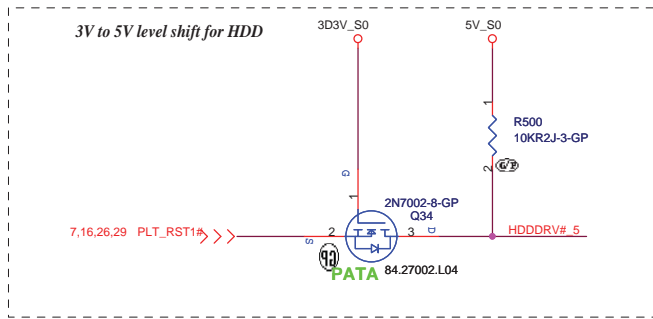 3V to 5V level shift for HDD
3D3V_S0
5V_S0
1
R500
10KR2J-3-GP
2
G/P
G
1
2N7002-8-GP
Q34
7,16,26,29 PLT_RST1#
2
3
S
D
HDDDRV#_5
GP
PATA
84.27002.L04